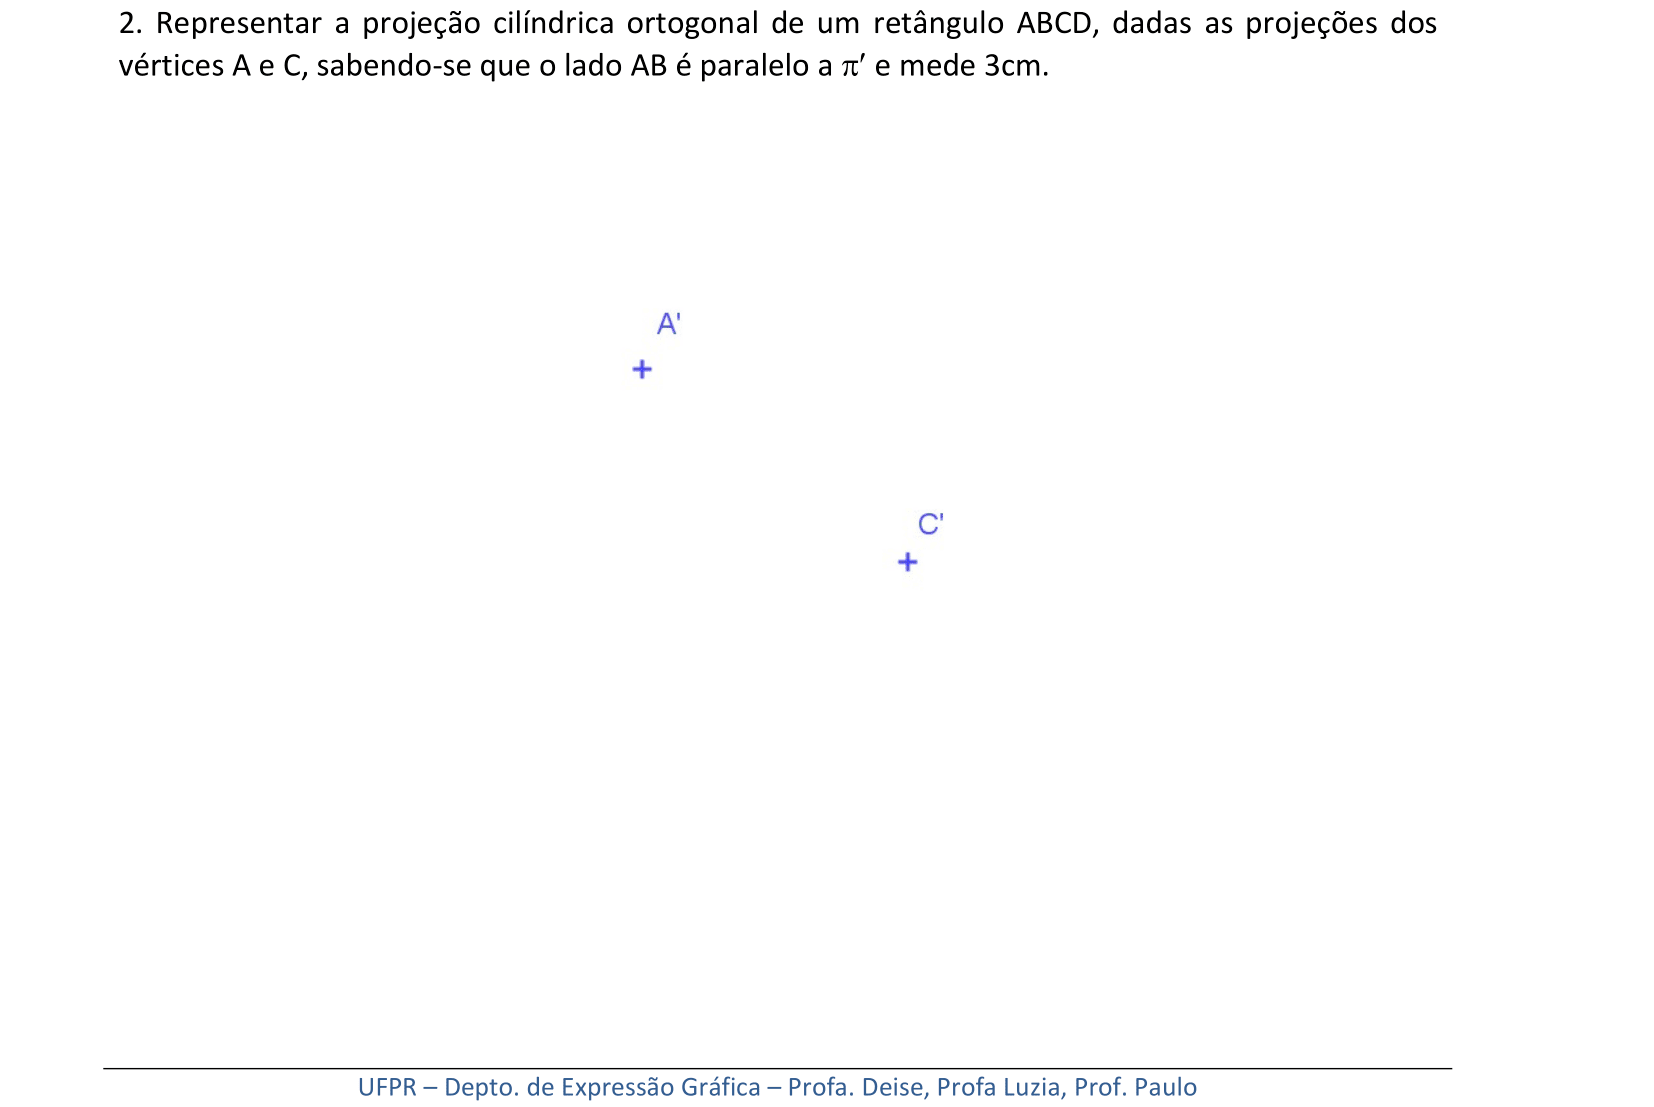 2. Representar a projeção cilíndrica ortogonal de um retângulo ABCD, dadas as projeções dos
vértices A e C, sabendo-se que o lado AB é paralelo a π′ e mede 3cm.
A'
C'
UFPR – Depto. de Expressão Gráfica – Profa. Deise, Profa Luzia, Prof. Paulo